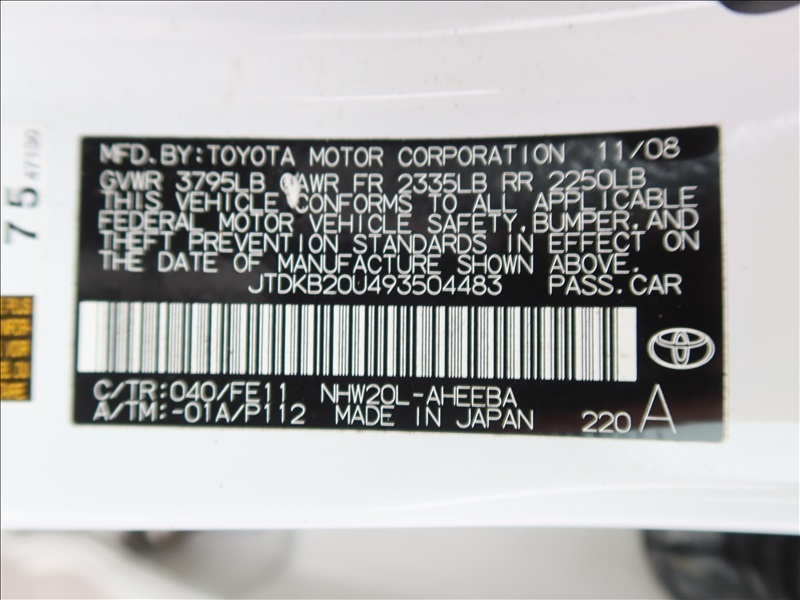 MFD.BY:TOYOTA MOTOR CORPORATION 11/08
GVWR 3795LB GAWR FR 2335LB RR 2250LB
THIS VEHICLE CONFORMS TO ALL APPLICABLE
FEDERAL MOTOR VEHICLE SAFETY,BUMPER,AND
THEFT PREVENTION STANDARDS IN EFFECT ON
THE DATE OF MANUFACTURE SHOWN ABOVE.
JTDKB20U493504483 PASS.CAR
C/TR:040/FE11 NHW20L-AHEEBA
A/TM:-01A/P112 MADE IN JAPAN 220 A
75
47190